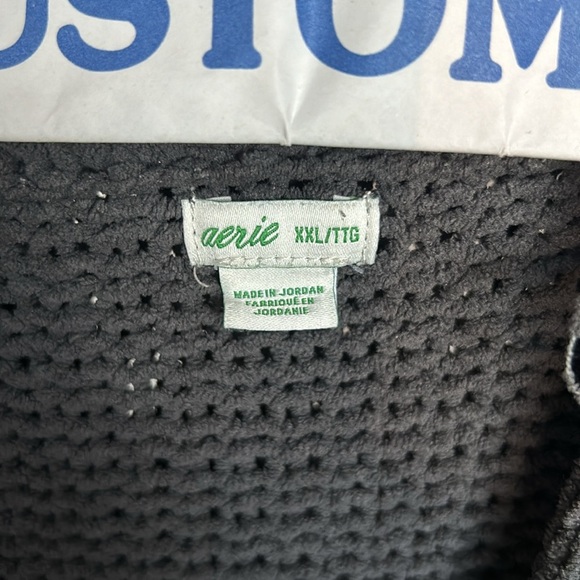 USTOM
aerie XXL/TTG
MADE IN JORDAN
FABRIQUÉ EN
JORDANIE